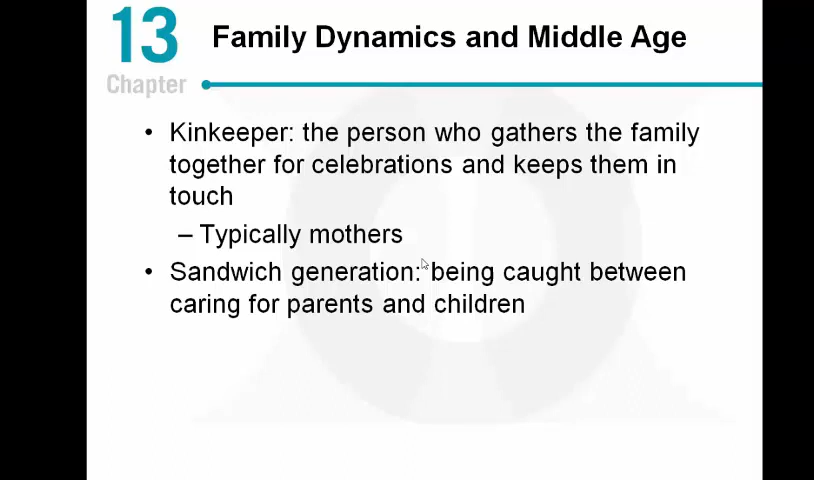 13
Chapter
Family Dynamics and Middle Age
• Kinkeeper: the person who gathers the family
together for celebrations and keeps them in
touch
– Typically mothers
• Sandwich generation: being caught between
caring for parents and children